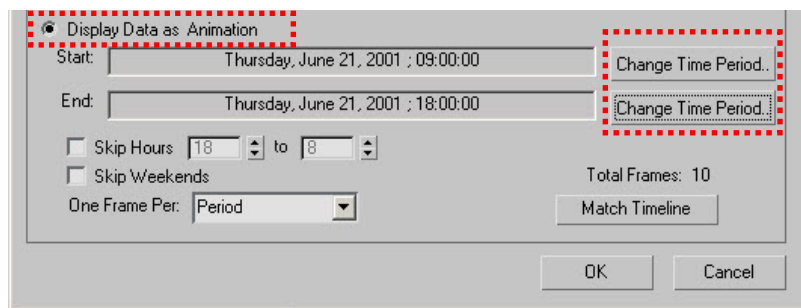 Display Data as Animation
Start: Thursday, June 21, 2001 ; 09:00:00 Change Time Period..
End: Thursday, June 21, 2001 ; 18:00:00 Change Time Period..
Skip Hours 18 to 8
Skip Weekends
Total Frames: 10
One Frame Per: Period Match Timeline
OK Cancel